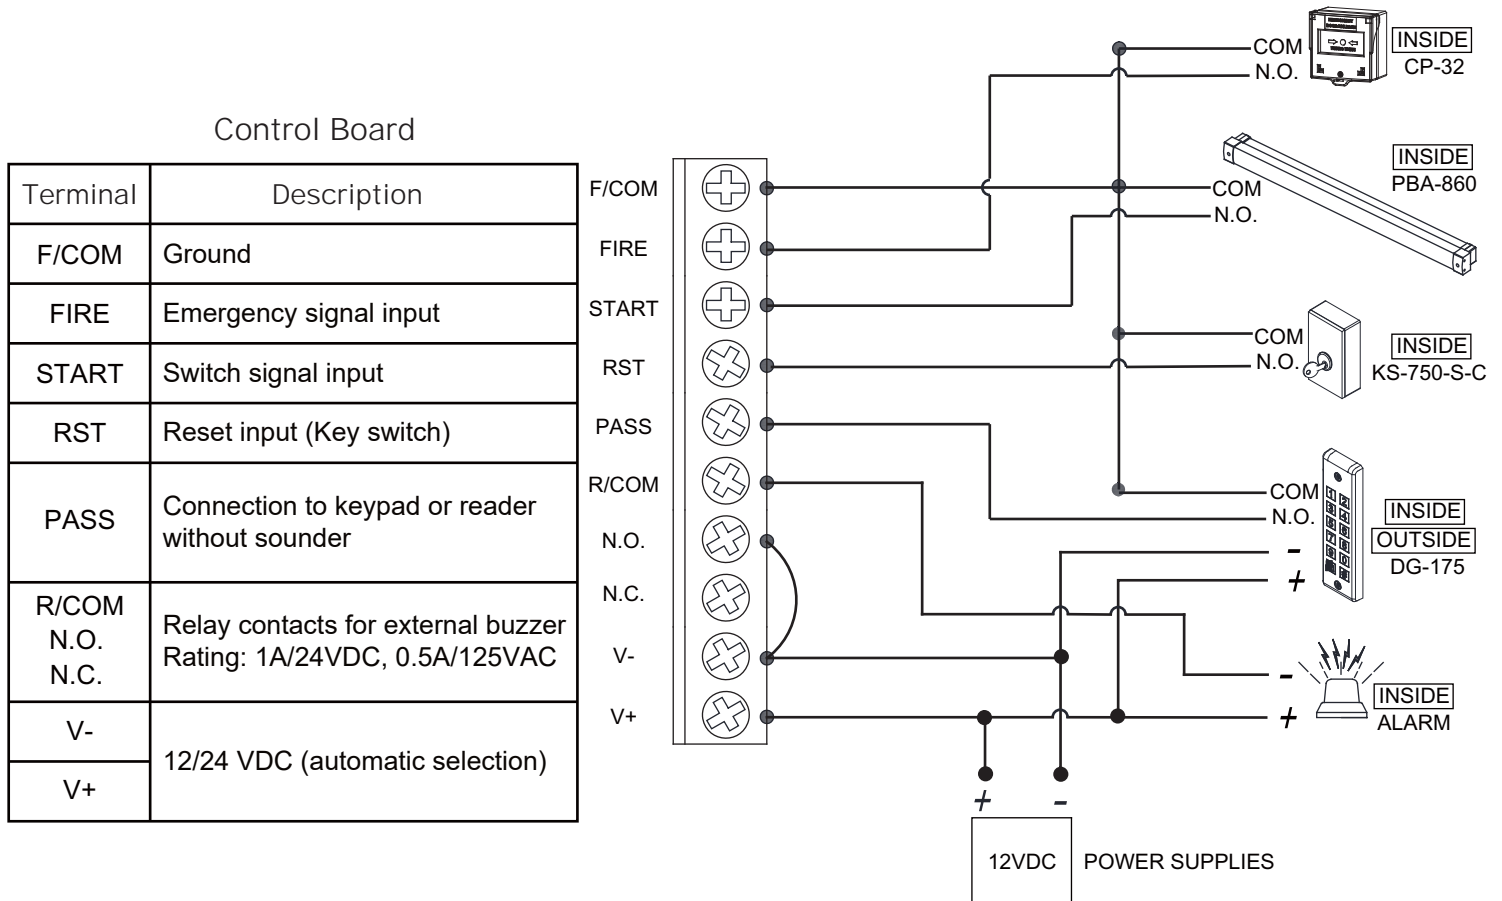 Control Board
Terminal Description
F/COM Ground
FIRE Emergency signal input
START Switch signal input
RST Reset input (Key switch)
PASS Connection to keypad or reader
without sounder
R/COM
N.O.
N.C.
Relay contacts for external buzzer
Rating: 1A/24VDC, 0.5A/125VAC
V-
V+
12/24 VDC (automatic selection)
F/COM
FIRE
START
RST
PASS
R/COM
N.O.
N.C.
V-
V+
COM
N.O.
INSIDE
CP-32
COM
N.O.
INSIDE
PBA-860
COM
N.O.
INSIDE
KS-750-S-C
COM
N.O.
-
+
INSIDE
OUTSIDE
DG-175
-
+
INSIDE
ALARM
+ -
12VDC POWER SUPPLIES